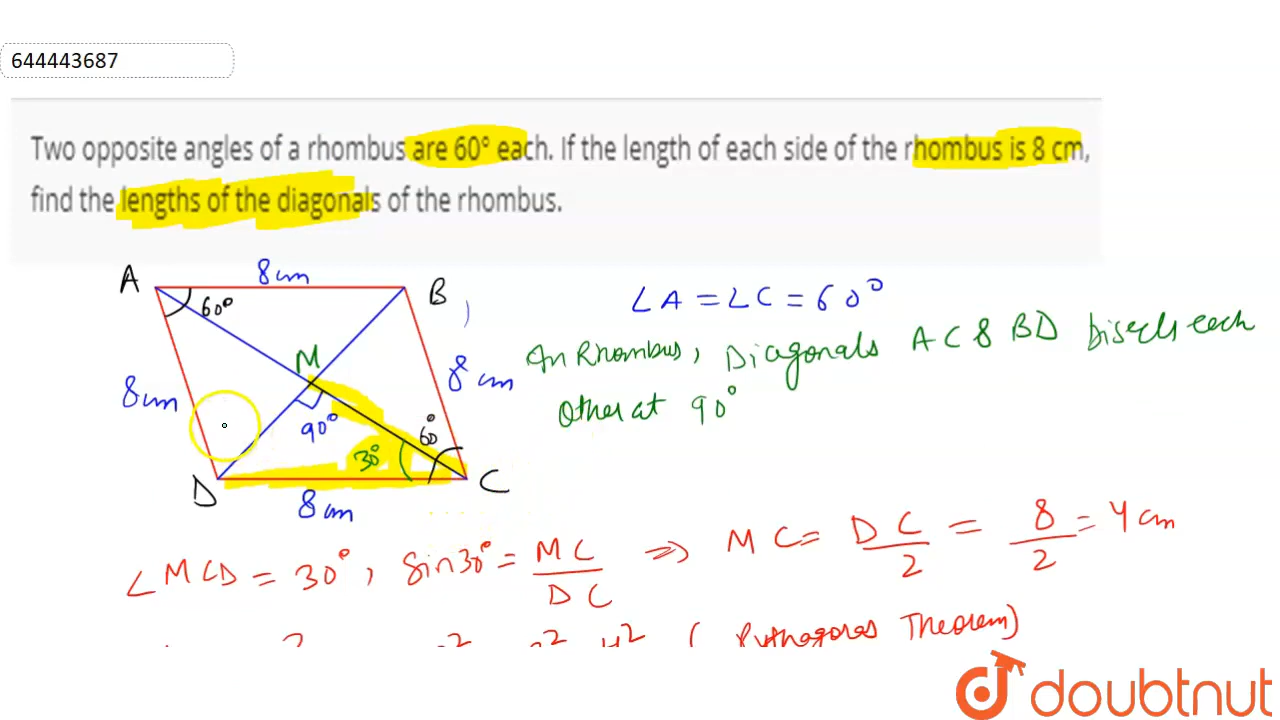 644443687
Two opposite angles of a rhombus are 60° each. If the length of each side of the rhombus is 8 cm,
find the lengths of the diagonals of the rhombus.
A 8 cm B
60°
∠A = ∠C = 60°
In Rhombus, Diagonals AC & BD bisects each
other at 90°
M
8 cm
8 cm
90°
30°
60°
D
C
8 cm
∠MCD = 30°, Sin30° = MC/DC ⇒ MC = DC/2 = 8/2 = 4 cm
(Pythagoras Theorem)
doubtnut